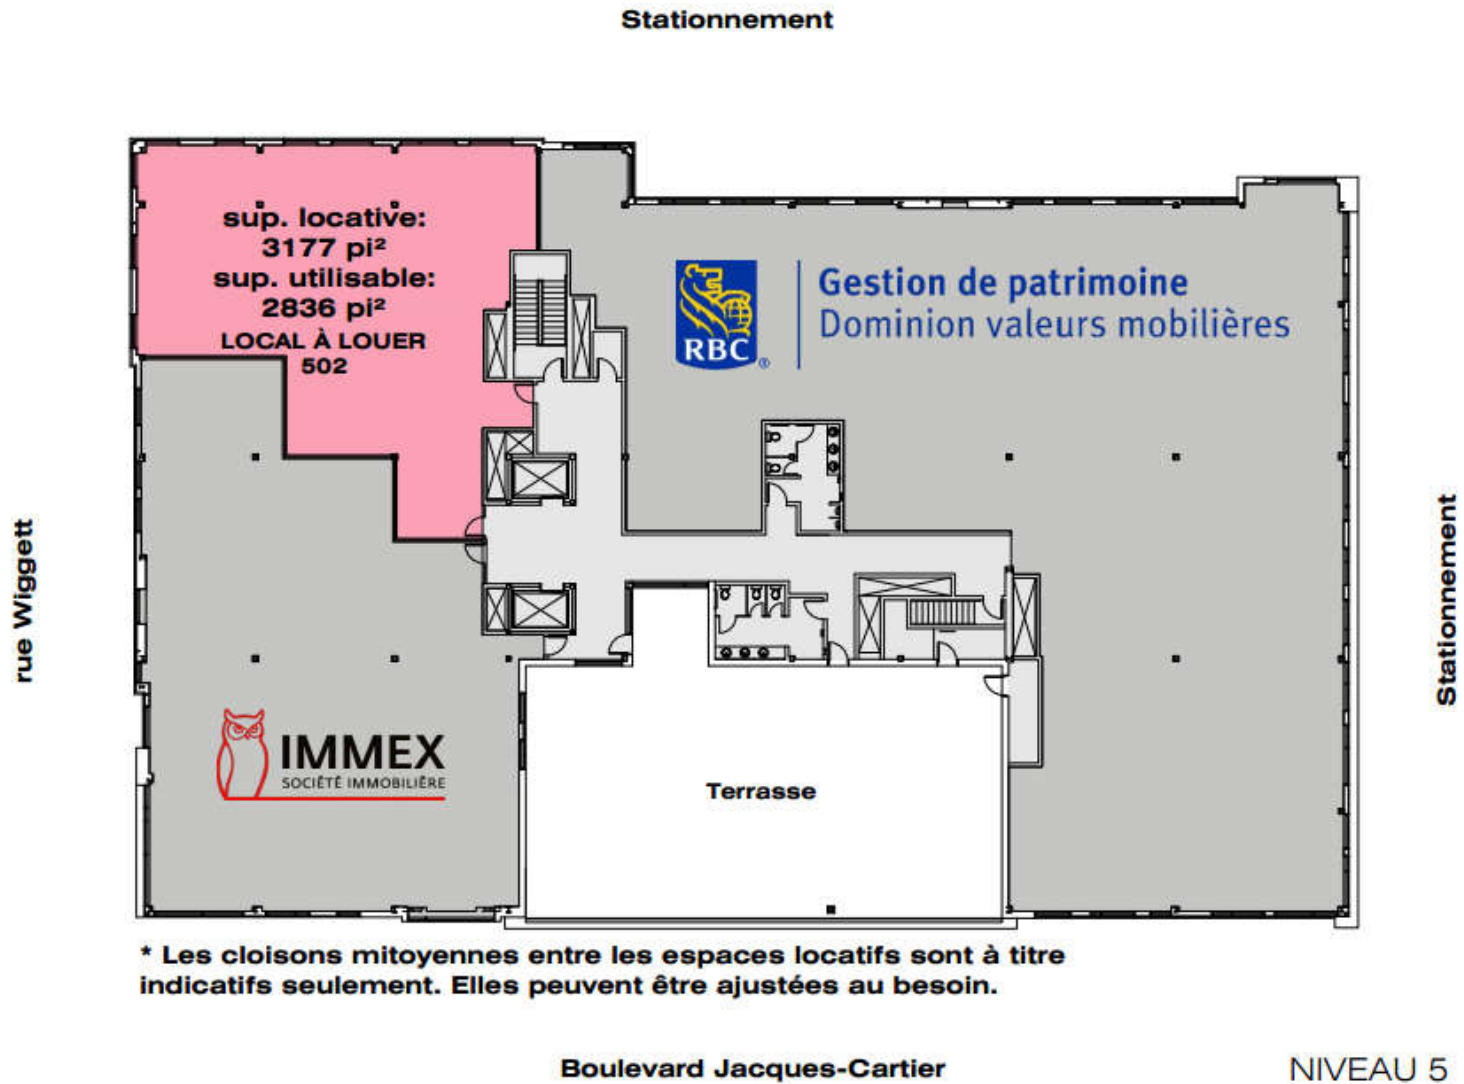 Stationnement
sup. locative:
3177 pi²
sup. utilisable:
2836 pi²
LOCAL À LOUER
502
RBC®
Gestion de patrimoine
Dominion valeurs mobilières
rue Wiggett
Stationnement
IMMEX
SOCIÉTÉ IMMOBILIÈRE
Terrasse
* Les cloisons mitoyennes entre les espaces locatifs sont à titre
indicatifs seulement. Elles peuvent être ajustées au besoin.
Boulevard Jacques-Cartier
NIVEAU 5